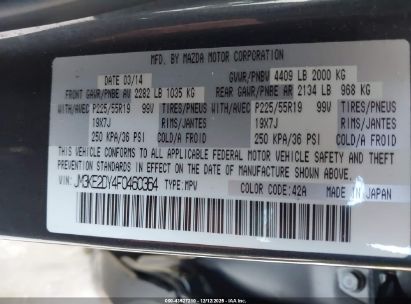 MFD. BY MAZDA MOTOR CORPORATION
DATE 03/14 GVWR/PNBV 4409 LB 2000 KG
FRONT GAWR/PNBE AV 2282 LB 1035 KG REAR GAWR/PNBE AR 2134 LB 968 KG
WITH/AVEC P225/55R19 99V TIRES/PNEUS WITH/AVEC P225/55R19 99V TIRES/PNEUS
19X7J RIMS/JANTES 19X7J RIMS/JANTES
250 KPA/36 PSI COLD/A FROID 250 KPA/36 PSI COLD/A FROID
THIS VEHICLE CONFORMS TO ALL APPLICABLE FEDERAL MOTOR VEHICLE SAFETY AND
THEFT PREVENTION STANDARDS IN EFFECT ON THE DATE OF MANUFACTURE SHOWN ABOVE.
VIN: JM3KE2DY4F0460364 TYPE:MPV COLOR CODE:42A MADE IN JAPAN
12/12/2025